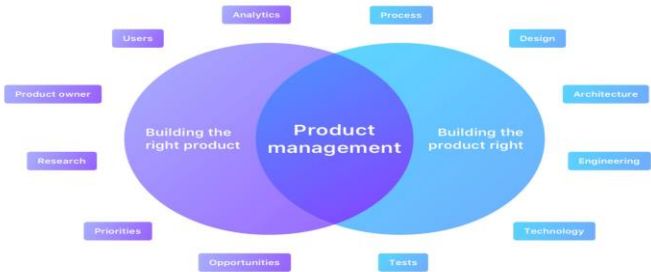 Analytics
Process
Users
Design
Product owner
Architecture
Building the
right product
Product
management
Building the
product right
Research
Engineering
Priorities
Technology
Opportunities
Tests